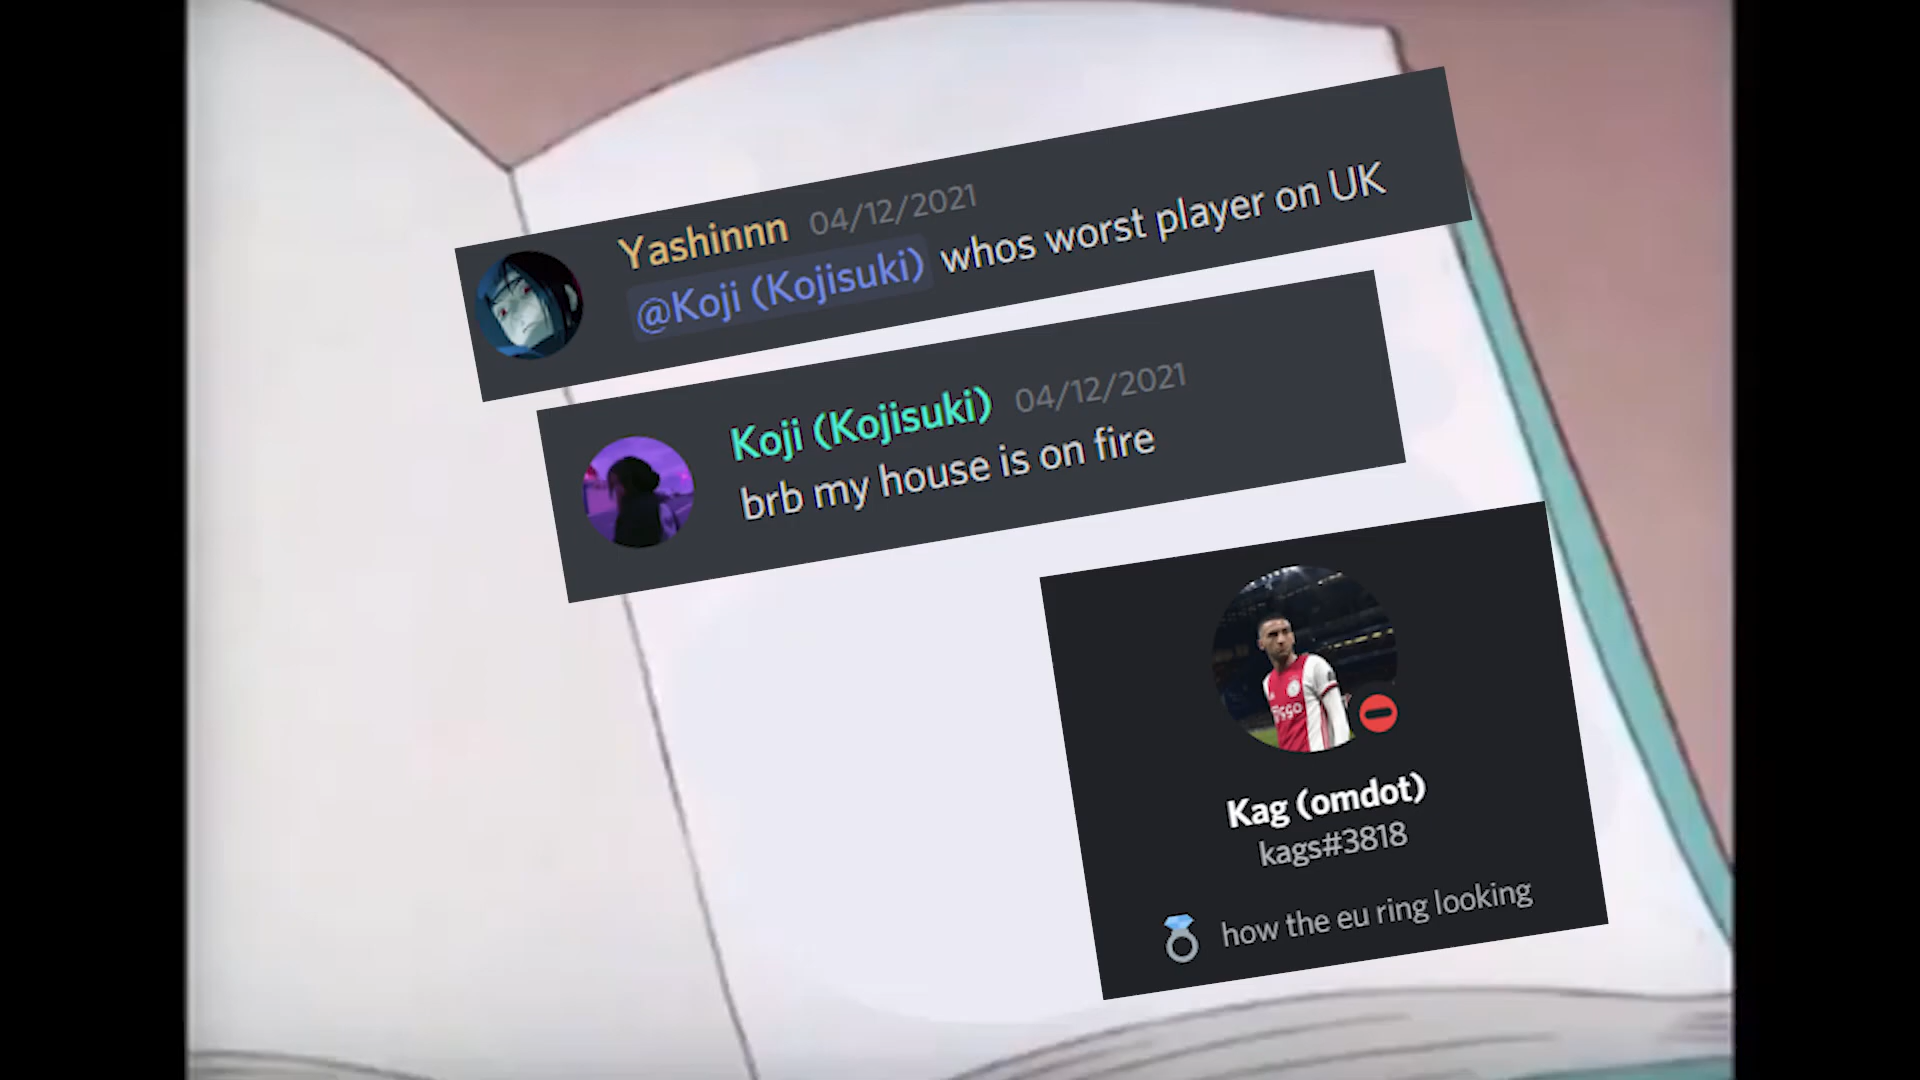 Yashinnn 04/12/2021
@Koji (Kojisuki) whos worst player on UK
Koji (Kojisuki) 04/12/2021
brb my house is on fire
Kag (omdot)
kags#3818
how the eu ring looking